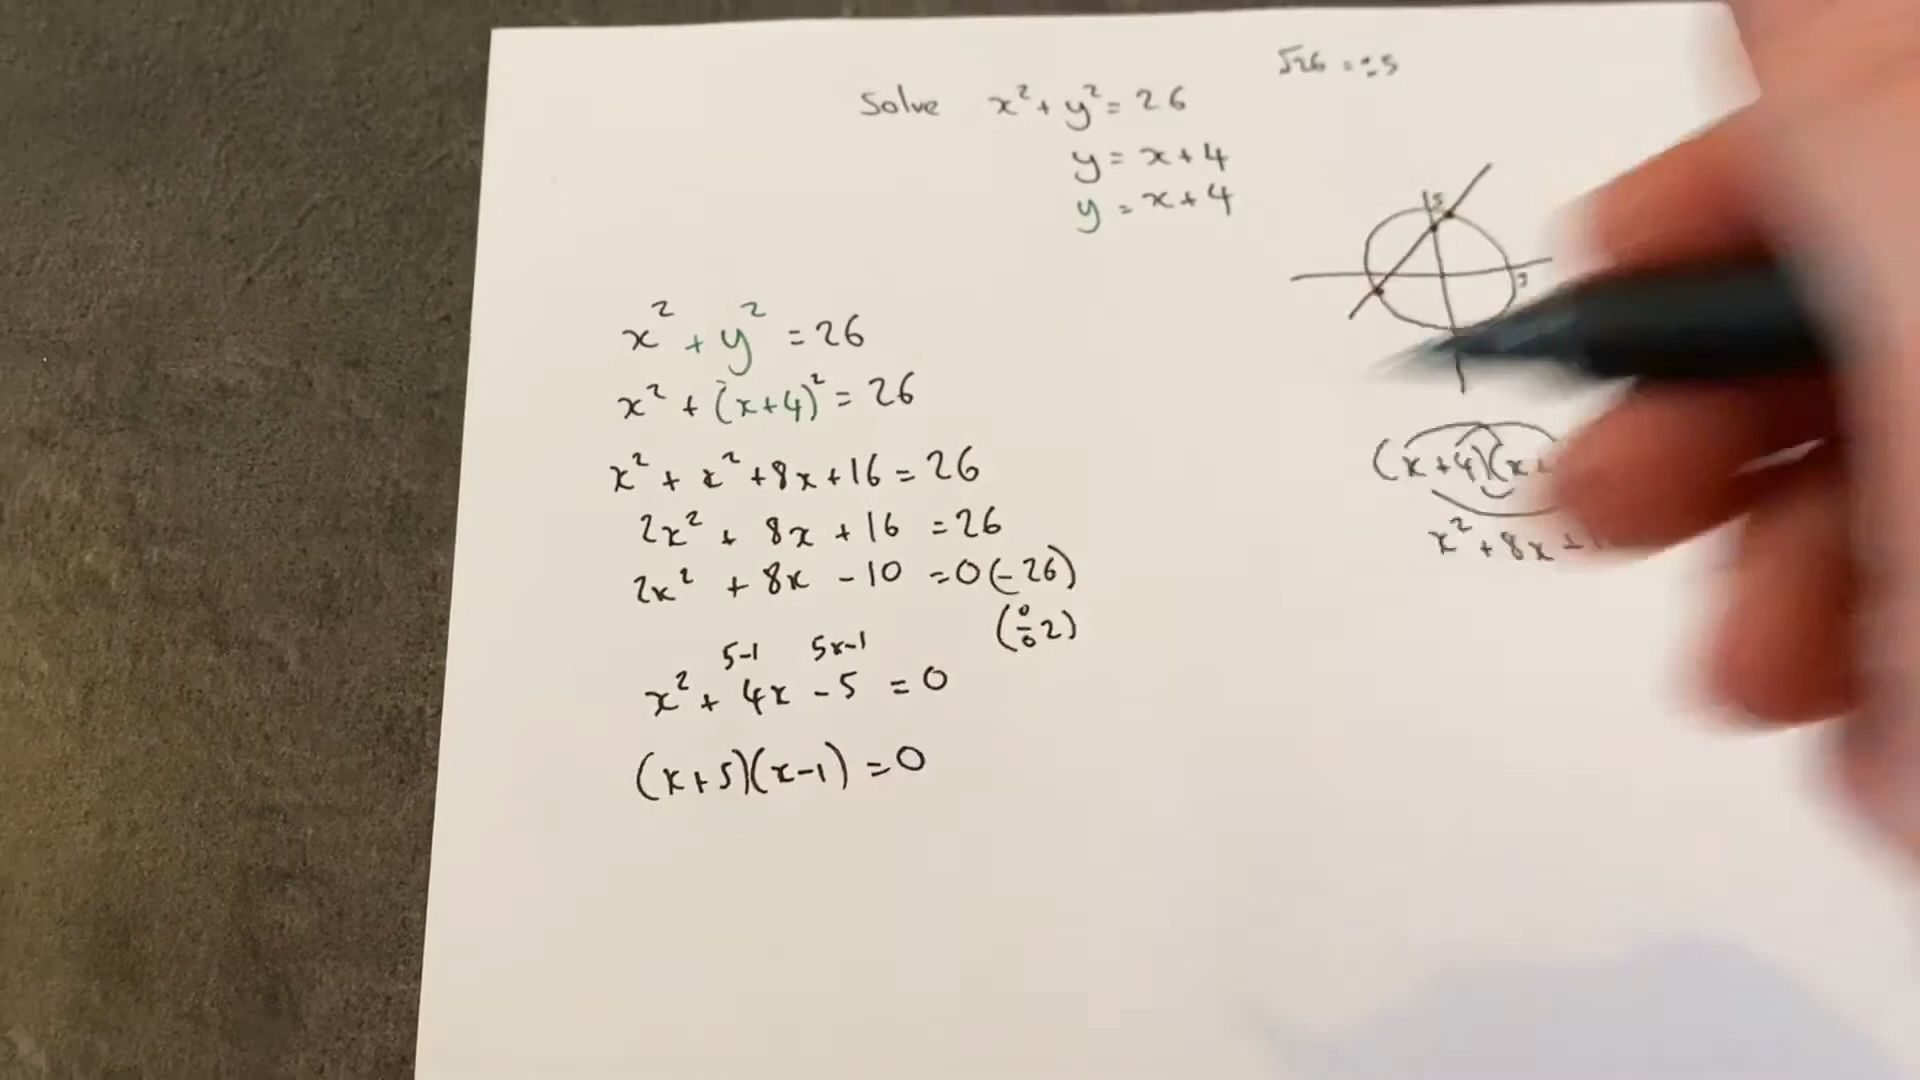 √26 = ±5
Solve x² + y² = 26
y = x + 4
y = x + 4
5
5
x² + y² = 26
x² + (x+4)² = 26
x² + x² + 8x + 16 = 26
2x² + 8x + 16 = 26
2x² + 8x - 10 = 0 (-26)
(÷2)
5-1 5x-1
x² + 4x - 5 = 0
(x+5)(x-1) = 0
(x+4)(x+
x² + 8x +